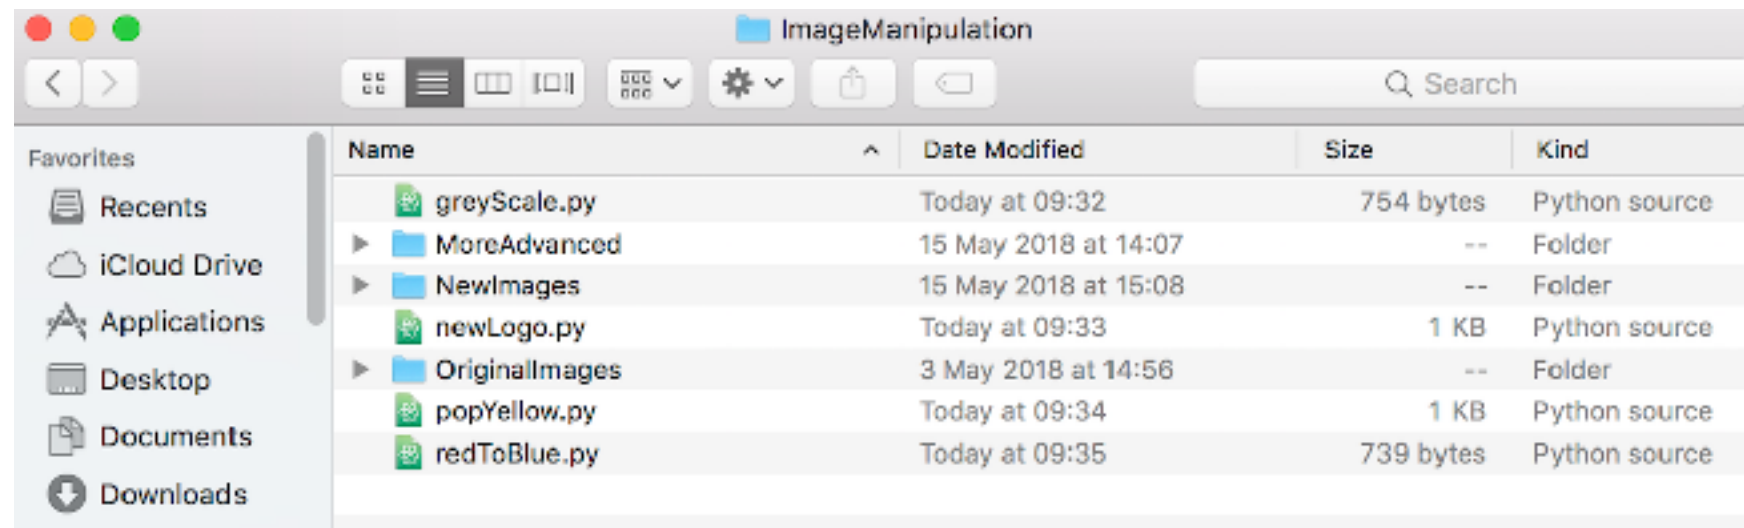 ImageManipulation
Search
Favorites
Recents
iCloud Drive
Applications
Desktop
Documents
Downloads
Name Date Modified Size Kind
greyScale.py Today at 09:32 754 bytes Python source
MoreAdvanced 15 May 2018 at 14:07 -- Folder
NewImages 15 May 2018 at 15:08 -- Folder
newLogo.py Today at 09:33 1 KB Python source
OriginalImages 3 May 2018 at 14:56 -- Folder
popYellow.py Today at 09:34 1 KB Python source
redToBlue.py Today at 09:35 739 bytes Python source